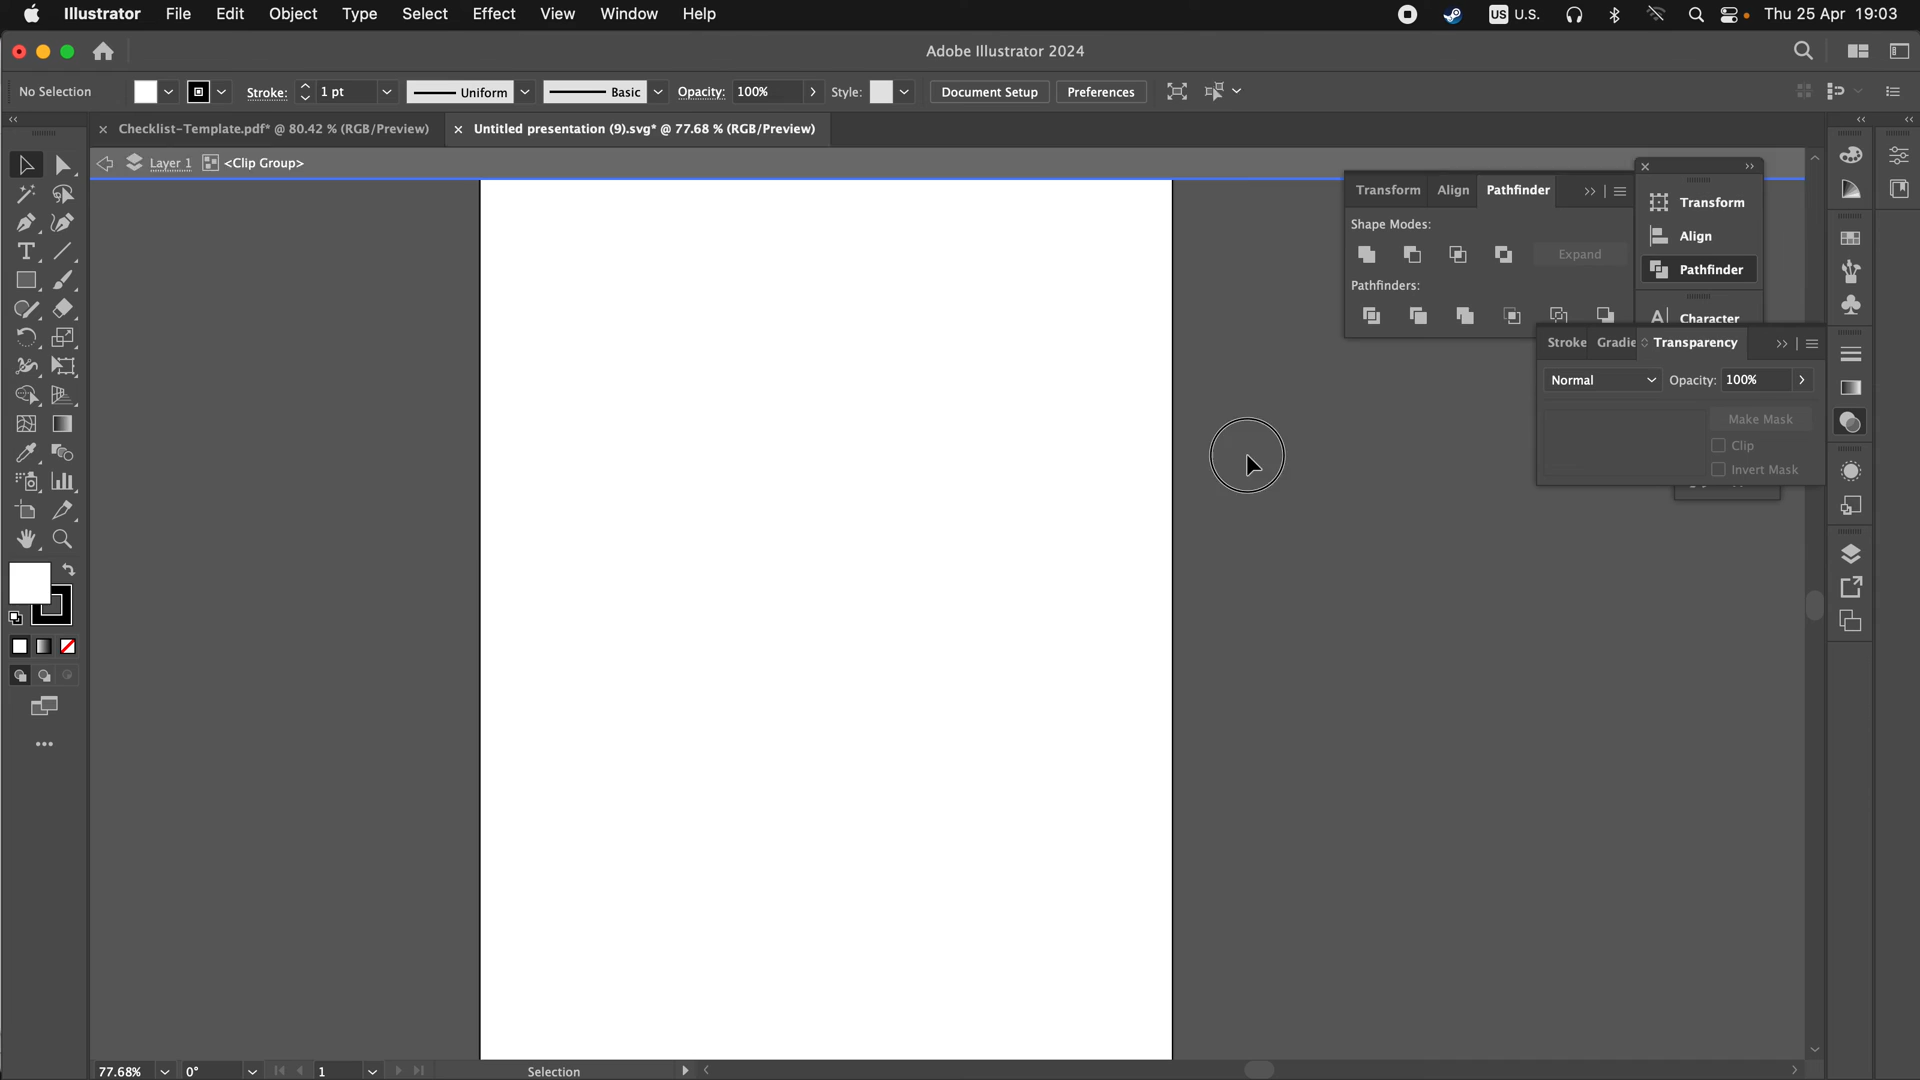 Illustrator File Edit Object Type Select Effect View Window Help US U.S. Thu 25 Apr 19:03
Adobe Illustrator 2024
No Selection Stroke: 1 pt Uniform Basic Opacity: 100% Style: Document Setup Preferences
Checklist-Template.pdf* @ 80.42 % (RGB/Preview) Untitled presentation (9).svg* @ 77.68 % (RGB/Preview)
Layer 1 <Clip Group>
Transform Align Pathfinder
Shape Modes:
Expand
Pathfinders:
Transform
Align
Pathfinder
Character
Stroke Gradie Transparency
Normal Opacity: 100%
Make Mask
Clip
Invert Mask
77.68% 0° 1 Selection